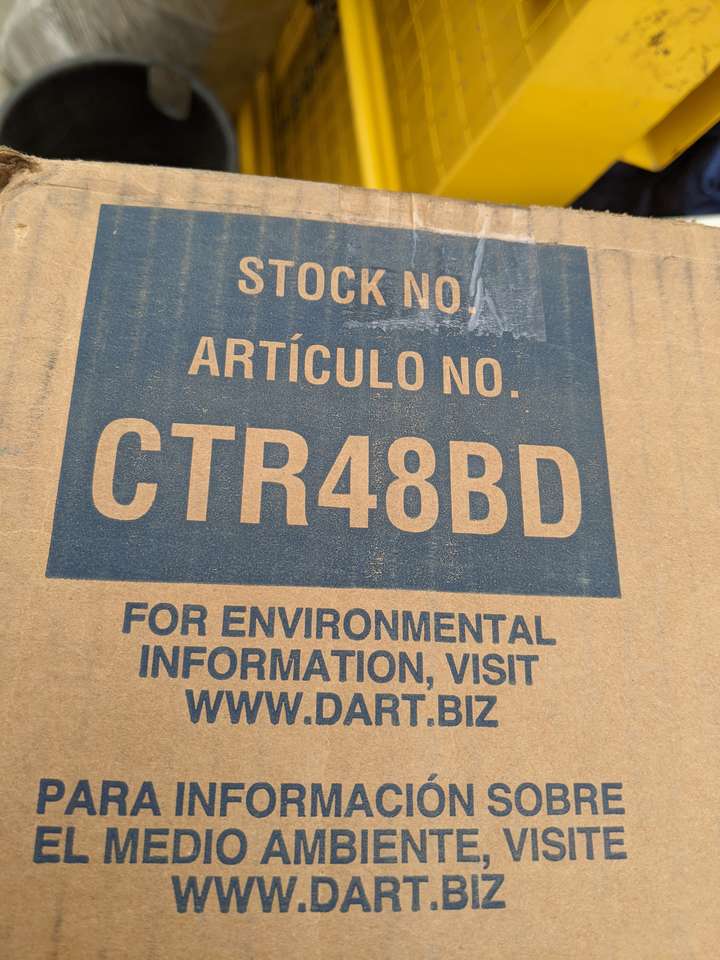 STOCK NO.
ARTÍCULO NO.
CTR48BD
FOR ENVIRONMENTAL
INFORMATION, VISIT
WWW.DART.BIZ
PARA INFORMACIÓN SOBRE
EL MEDIO AMBIENTE, VISITE
WWW.DART.BIZ